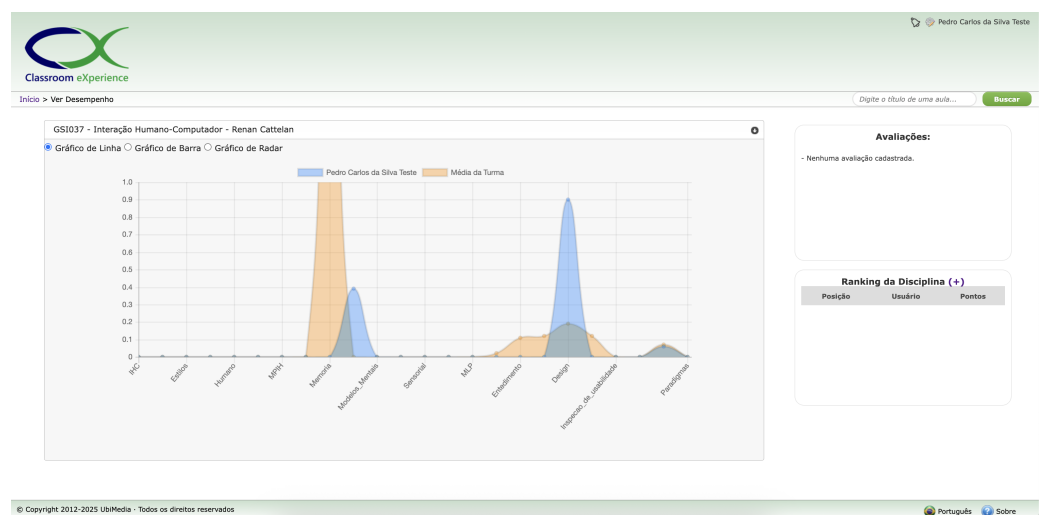 Pedro Carlos da Silva Teste
Classroom eXperience
Início > Ver Desempenho
Digite o título de uma aula...
Buscar
GSI037 - Interação Humano-Computador - Renan Cattelan
Gráfico de Linha Gráfico de Barra Gráfico de Radar
Pedro Carlos da Silva Teste Média da Turma
1.0
0.9
0.8
0.7
0.6
0.5
0.4
0.3
0.2
0.1
0
IHC
Estilos
Humano
MPIH
Memoria
Modelos_Mentais
Sensorial
MLP
Entedimento
Design
Inspecao_de_usabilidade
Paradigmas
Avaliações:
- Nenhuma avaliação cadastrada.
Ranking da Disciplina (+)
Posição Usuário Pontos
© Copyright 2012-2025 UbiMedia · Todos os direitos reservados
Português Sobre